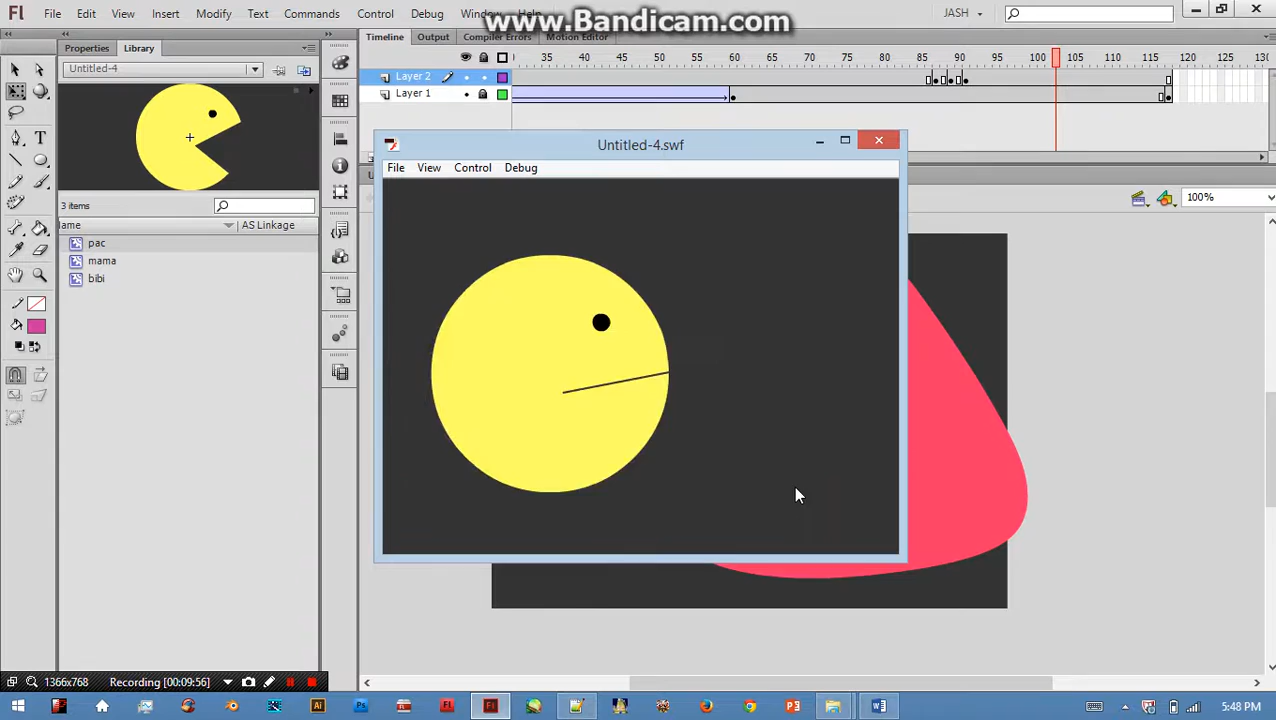 www.Bandicam.com
Fl File Edit View Insert Modify Text Commands Control Debug Window Help JASH
Properties Library
Timeline Output Compiler Errors Motion Editor
Untitled-4
35 40 45 50 55 60 65 70 75 80 85 90 95 100 105 110 115 120 125 130
Layer 2
Layer 1
Untitled-4.swf
File View Control Debug
100%
3 items
AS Linkage
pac
mama
bibi
1366x768 Recording [00:09:56]
5:48 PM